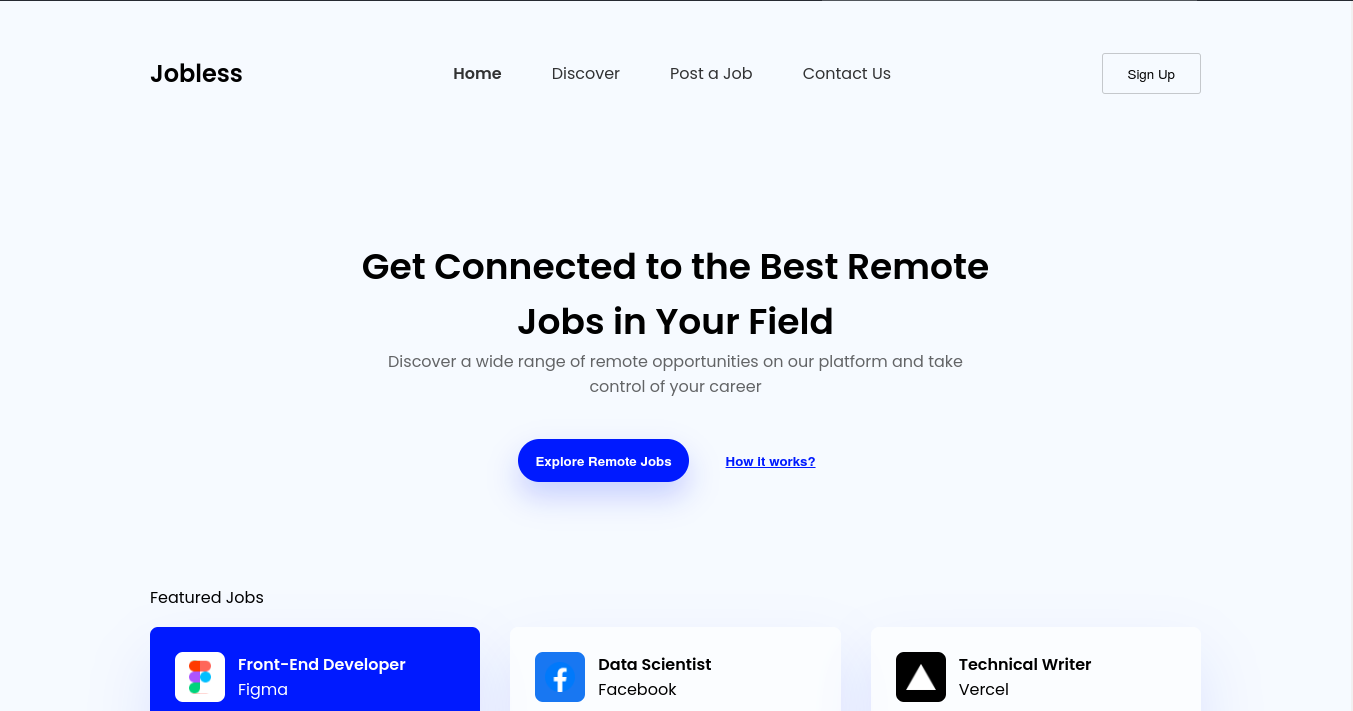 Jobless
Home
Discover
Post a Job
Contact Us
Sign Up
Get Connected to the Best Remote
Jobs in Your Field
Discover a wide range of remote opportunities on our platform and take
control of your career
Explore Remote Jobs
How it works?
Featured Jobs
Front-End Developer
Figma
Data Scientist
Facebook
Technical Writer
Vercel